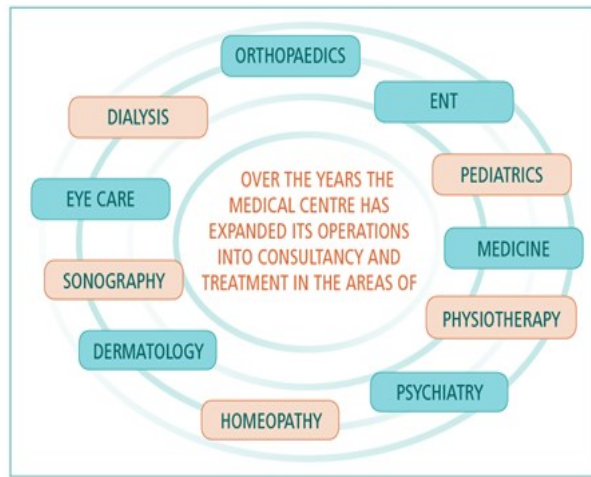 ORTHOPAEDICS
ENT
DIALYSIS
PEDIATRICS
EYE CARE
OVER THE YEARS THE
MEDICAL CENTRE HAS
EXPANDED ITS OPERATIONS
INTO CONSULTANCY AND
TREATMENT IN THE AREAS OF
MEDICINE
SONOGRAPHY
PHYSIOTHERAPY
DERMATOLOGY
PSYCHIATRY
HOMEOPATHY